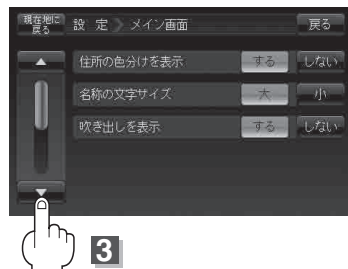 現在地に戻る 設 定 メイン画面 戻る
▲ 住所の色分けを表示 する しない
名称の文字サイズ 大 小
吹き出しを表示 する しない
▼
3